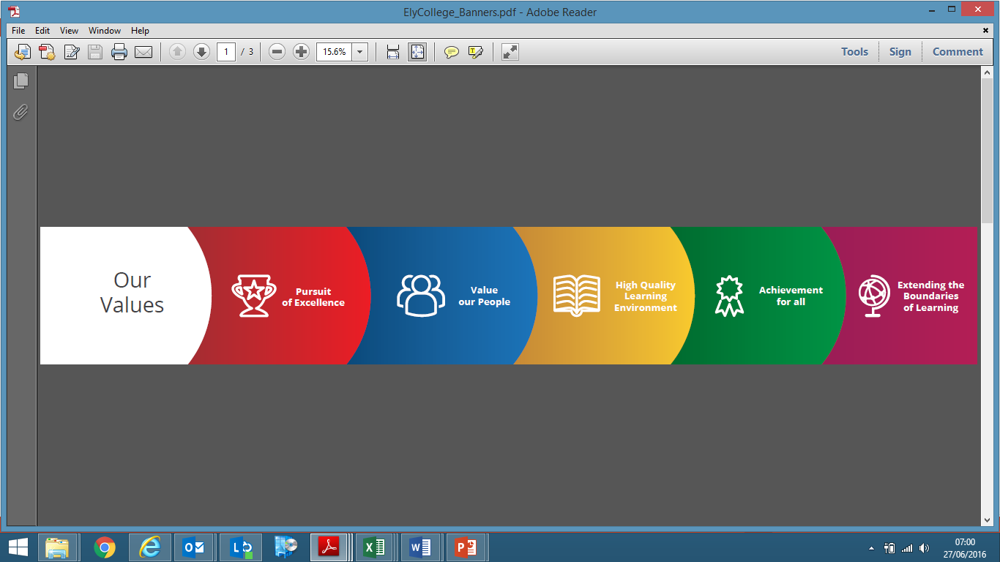 ElyCollege_Banners.pdf - Adobe Reader
File Edit View Window Help
1 / 3 15.6% Tools Sign Comment
Our
Values
Pursuit
of Excellence
Value
our People
High Quality
Learning
Environment
Achievement
for all
Extending the
Boundaries
of Learning
07:00
27/06/2016